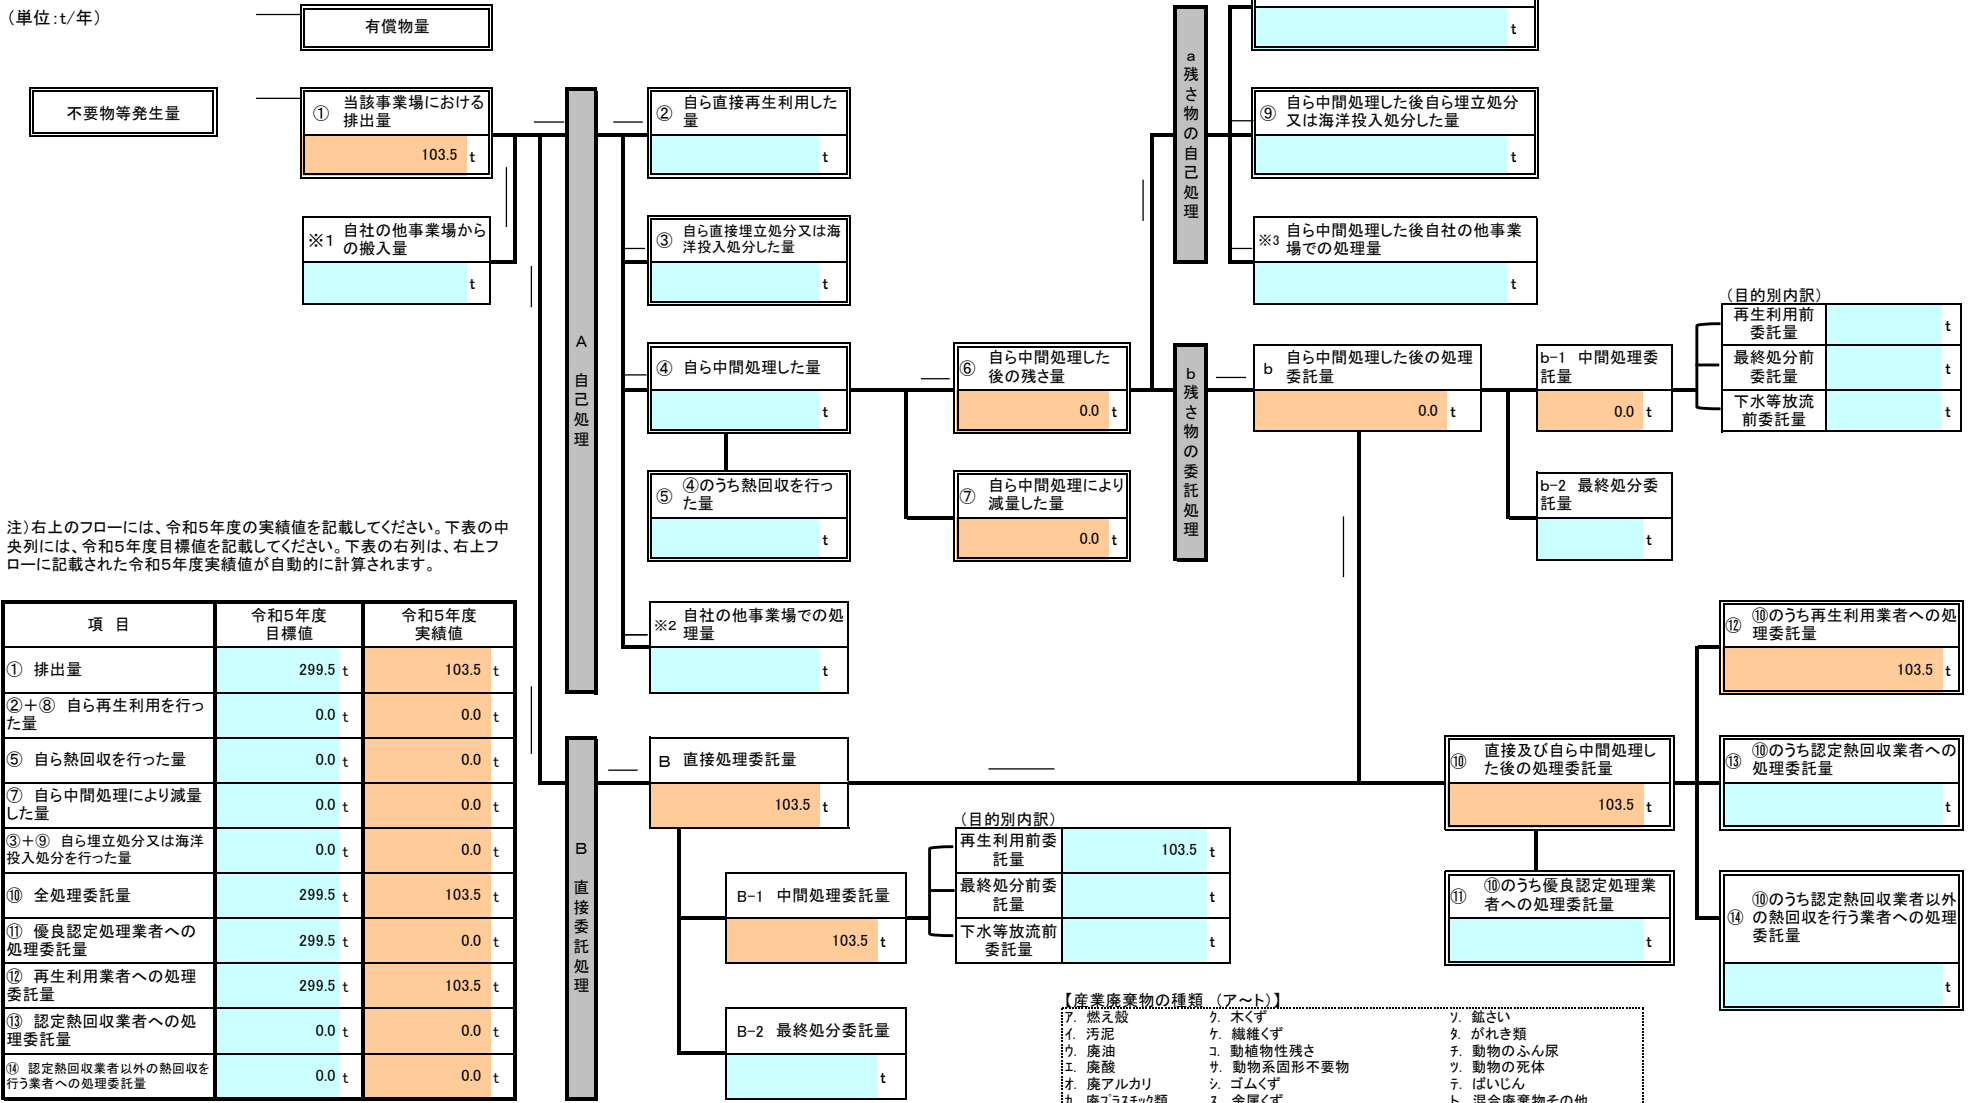 （単位:t/年）
有償物量
不要物等発生量
① 当該事業場における
排出量
103.5 t
※1 自社の他事業場から
の搬入量
t
A
自己処理
② 自ら直接再生利用した
量
t
③ 自ら直接埋立処分又は海
洋投入処分した量
t
④ 自ら中間処理した量
t
⑤ ④のうち熱回収を行っ
た量
t
※2 自社の他事業場での処
理量
t
⑥ 自ら中間処理した
後の残さ量
0.0 t
⑦ 自ら中間処理により
減量した量
0.0 t
a
残さ物の自己処理
t
⑨ 自ら中間処理した後自ら埋立処分
又は海洋投入処分した量
t
※3 自ら中間処理した後自社の他事業
場での処理量
t
b
残さ物の委託処理
b 自ら中間処理した後の処理
委託量
0.0 t
b-1 中間処理委
託量
0.0 t
b-2 最終処分委
託量
t
（目的別内訳）
再生利用前
委託量
t
最終処分前
委託量
t
下水等放流
前委託量
t
注）右上のフローには、令和5年度の実績値を記載してください。下表の中
央列には、令和5年度目標値を記載してください。下表の右列は、右上フ
ローに記載された令和5年度実績値が自動的に計算されます。
項 目 令和5年度
目標値 令和5年度
実績値
① 排出量 299.5 t 103.5 t
②＋⑧ 自ら再生利用を行っ
た量 0.0 t 0.0 t
⑤ 自ら熱回収を行った量 0.0 t 0.0 t
⑦ 自ら中間処理により減量
した量 0.0 t 0.0 t
③＋⑨ 自ら埋立処分又は海洋
投入処分を行った量 0.0 t 0.0 t
⑩ 全処理委託量 299.5 t 103.5 t
⑪ 優良認定処理業者への
処理委託量 299.5 t 0.0 t
⑫ 再生利用業者への処理
委託量 299.5 t 103.5 t
⑬ 認定熱回収業者への処
理委託量 0.0 t 0.0 t
⑭ 認定熱回収業者以外の熱回収を
行う業者への処理委託量 0.0 t 0.0 t
B
直接委託処理
B 直接処理委託量
103.5 t
B-1 中間処理委託量
103.5 t
B-2 最終処分委託量
t
（目的別内訳）
再生利用前委
託量
103.5 t
最終処分前委
託量
t
下水等放流前
委託量
t
⑩ 直接及び自ら中間処理し
た後の処理委託量
103.5 t
⑪ ⑩のうち優良認定処理業
者への処理委託量
t
⑫ ⑩のうち再生利用業者への処
理委託量
103.5 t
⑬ ⑩のうち認定熱回収業者への
処理委託量
t
⑭ ⑩のうち認定熱回収業者以外
の熱回収を行う業者への処理
委託量
t
【産業廃棄物の種類 （ア～ト）】
ア. 燃え殻 ク. 木くず ソ. 鉱さい
イ. 汚泥 ケ. 繊維くず タ. がれき類
ウ. 廃油 コ. 動植物性残さ チ. 動物のふん尿
エ. 廃酸 サ. 動物系固形不要物 ツ. 動物の死体
オ. 廃アルカリ シ. ゴムくず テ. ばいじん
カ. 廃プラスチック類 ス. 金属くず ト. 混合廃棄物その他